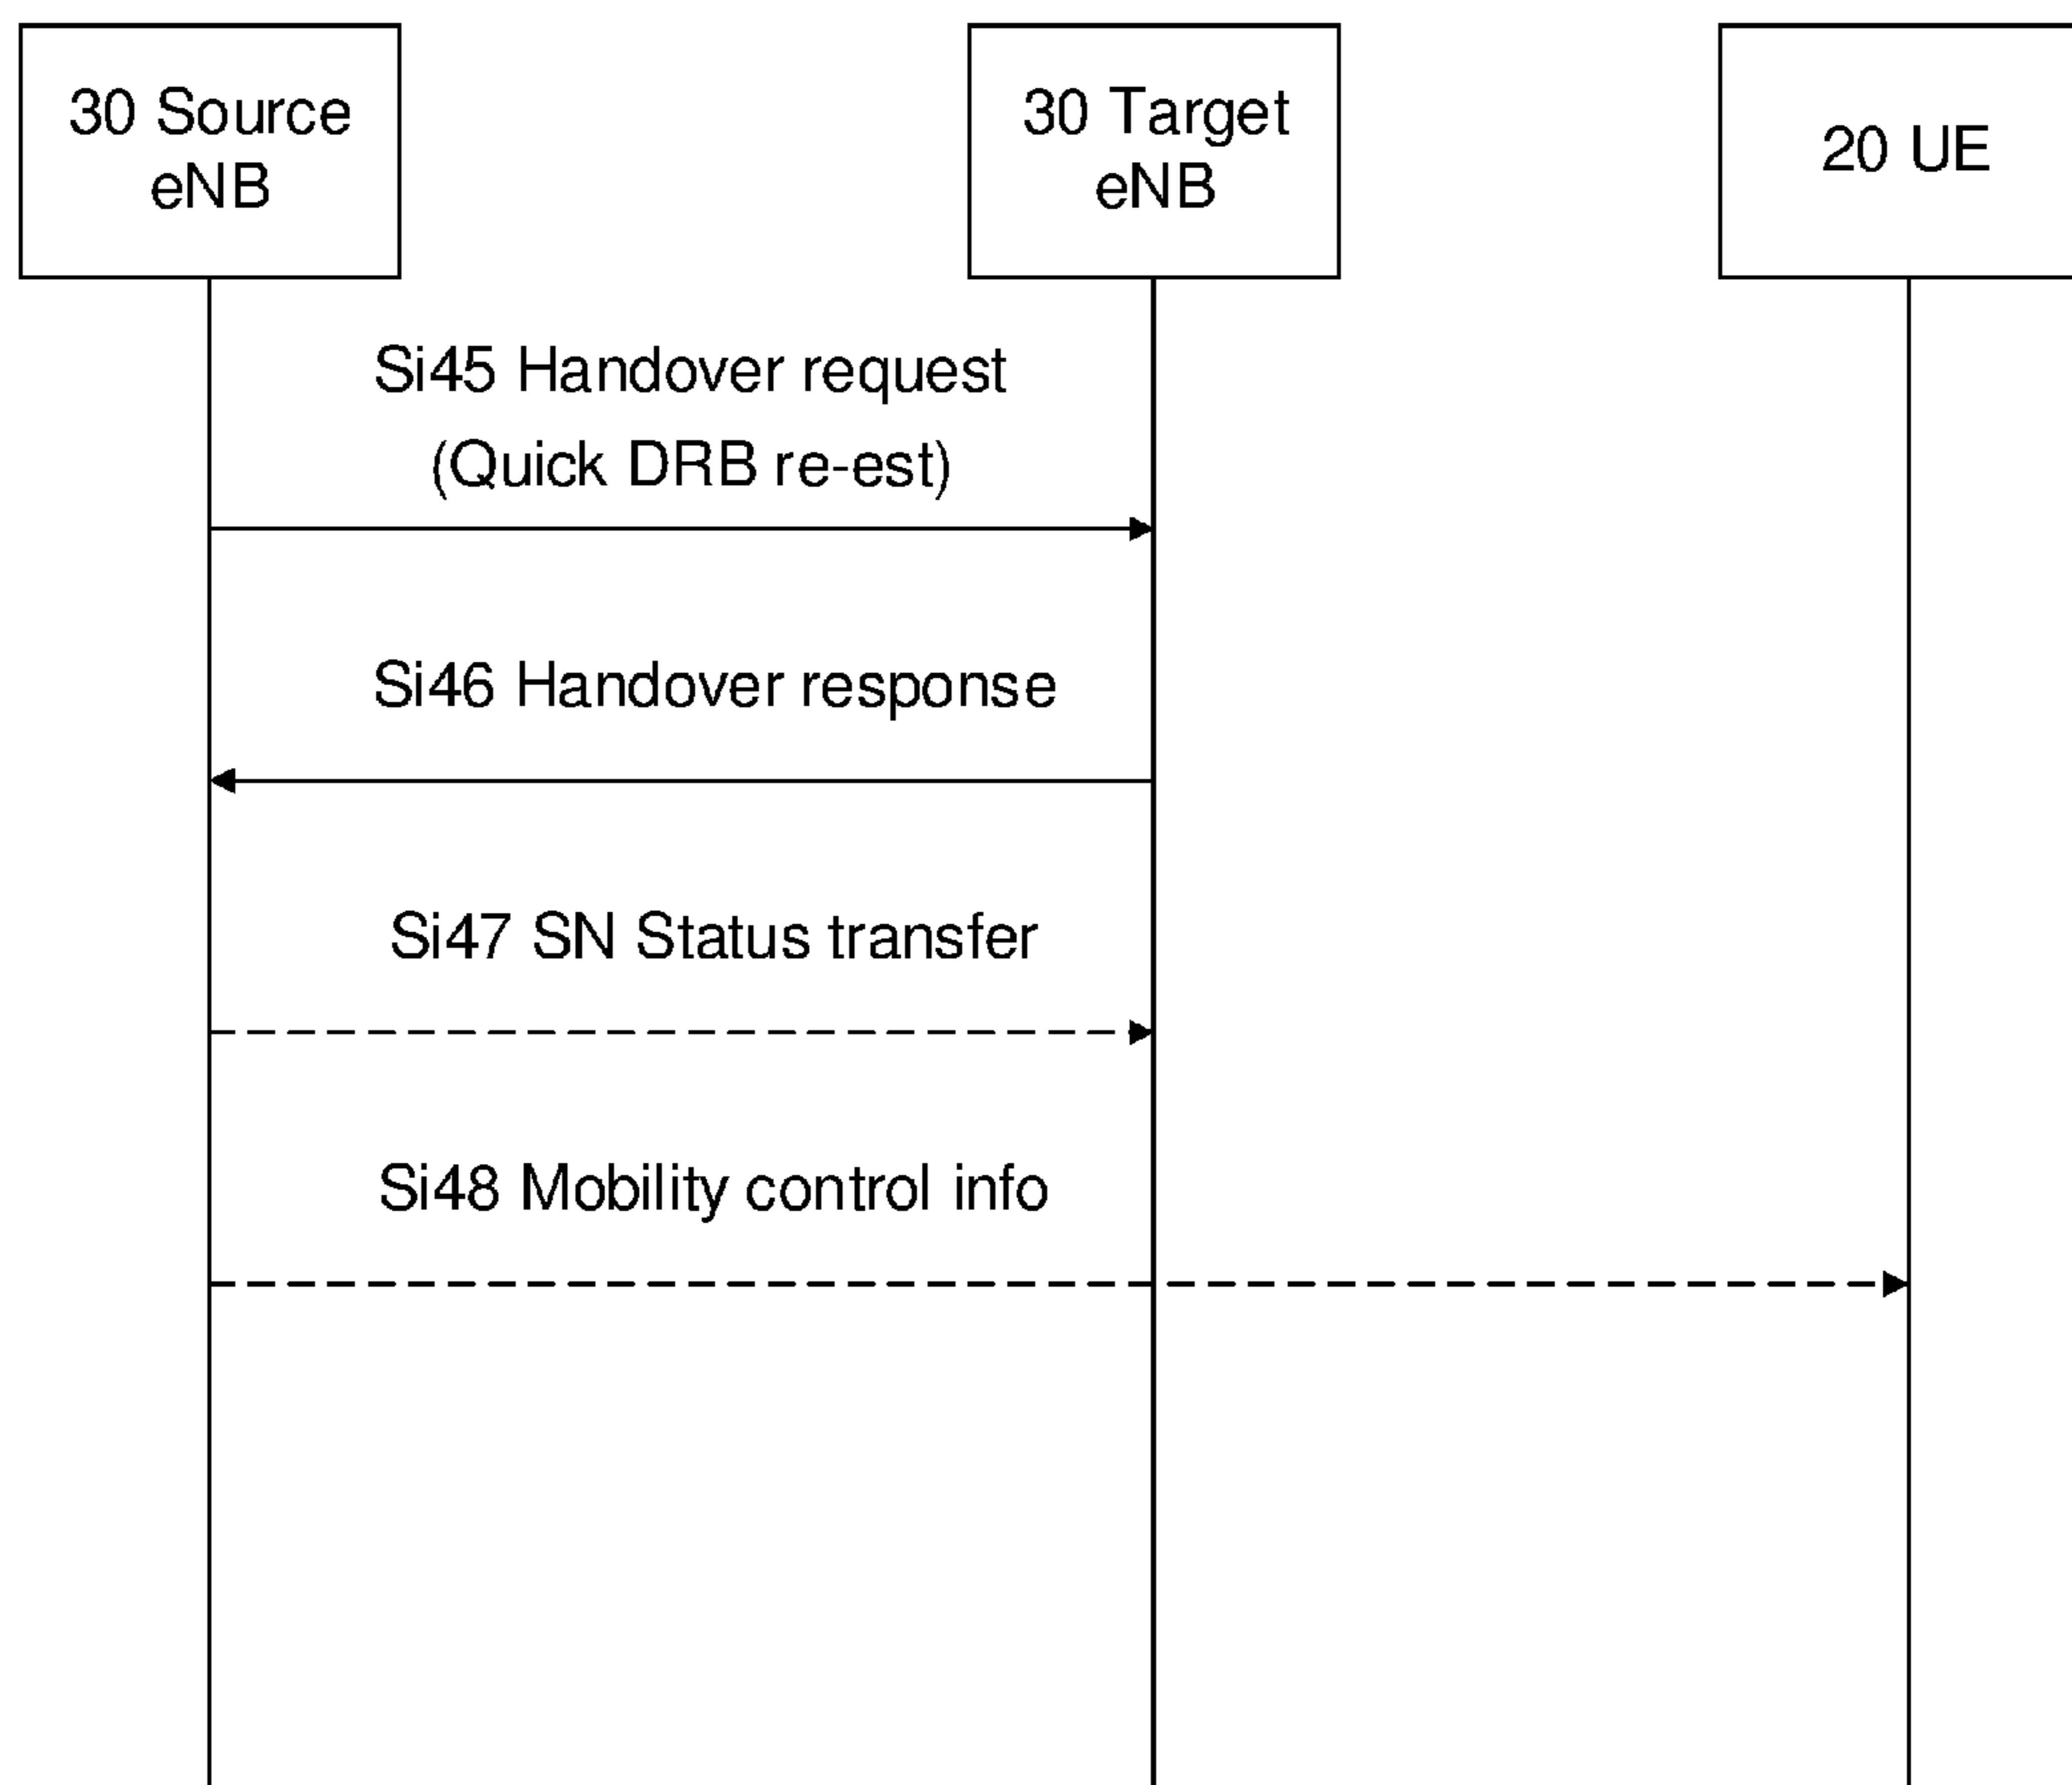 30 Source
eNB
30 Target
eNB
20 UE
Si45 Handover request
(Quick DRB re-est)
Si46 Handover response
Si47 SN Status transfer
Si48 Mobility control info